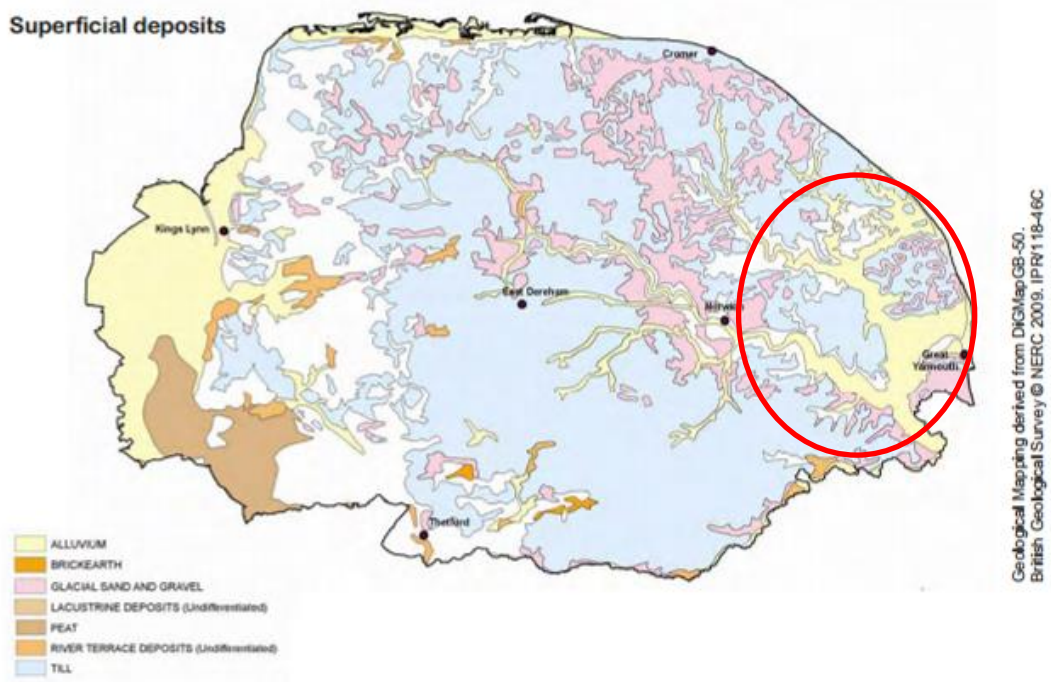 Superficial deposits
Cromer
Kings Lynn
East Dereham
Norwich
Great
Yarmouth
Thetford
ALLUVIUM
BRICKEARTH
GLACIAL SAND AND GRAVEL
LACUSTRINE DEPOSITS (Undifferentiated)
PEAT
RIVER TERRACE DEPOSITS (Undifferentiated)
TILL
Geological Mapping derived from DiGMapGB-50.
British Geological Survey © NERC 2009. IPR/118-46C